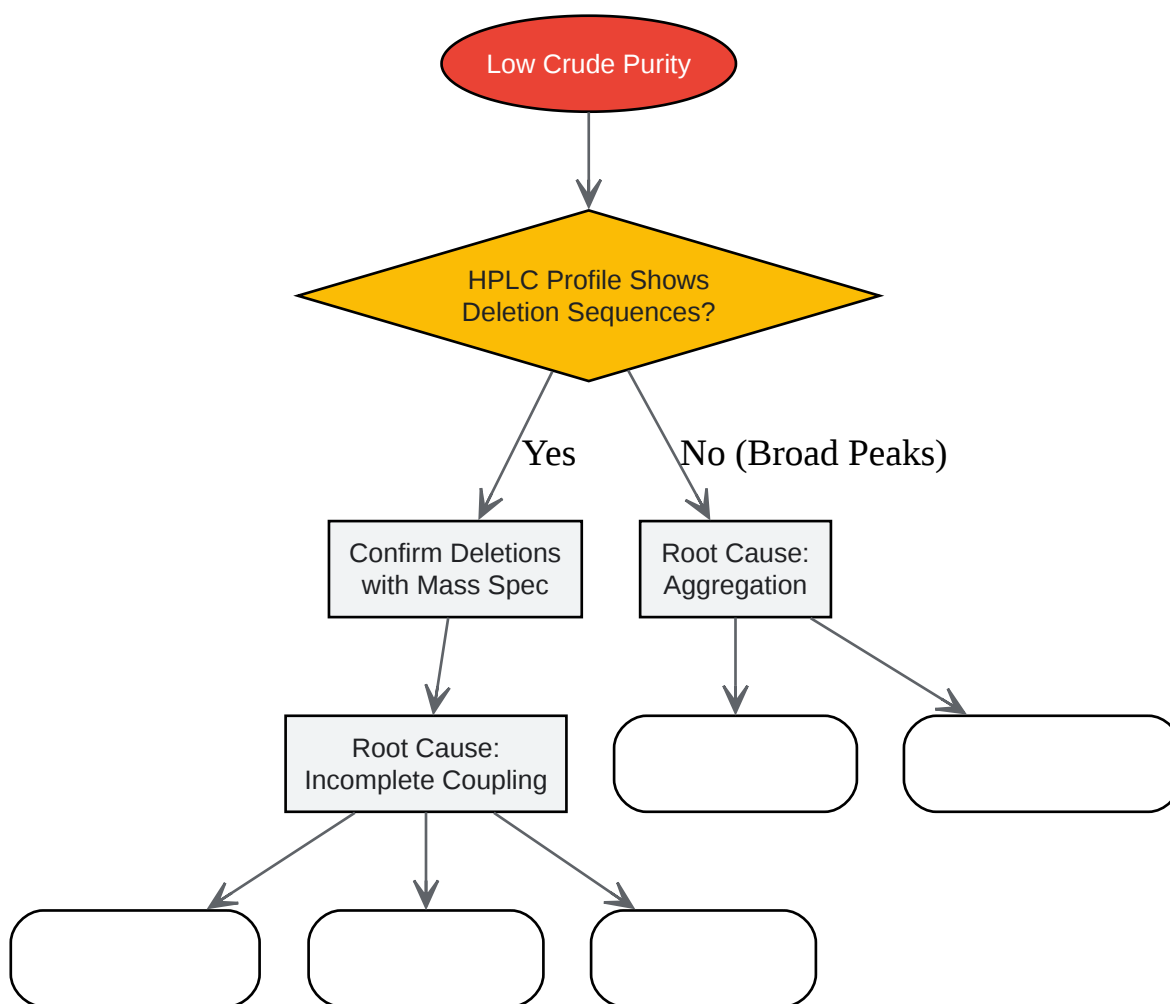 Low Crude Purity
HPLC Profile Shows
Deletion Sequences?
Yes
No (Broad Peaks)
Confirm Deletions
with Mass Spec
Root Cause:
Aggregation
Root Cause:
Incomplete Coupling